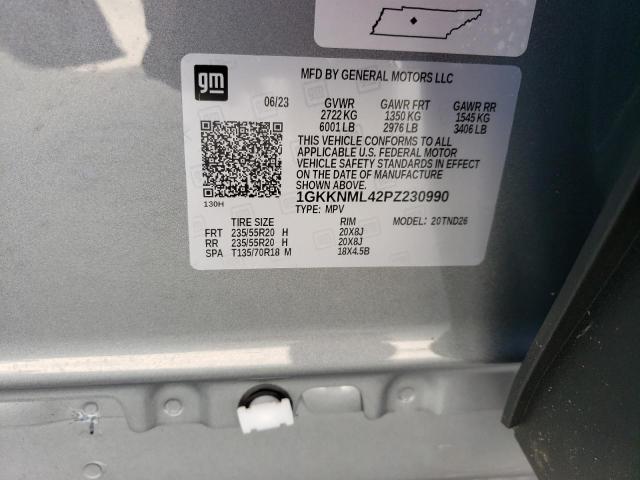 gm
MFD BY GENERAL MOTORS LLC
06/23 GVWR GAWR FRT GAWR RR
2722 KG 1350 KG 1545 KG
6001 LB 2976 LB 3406 LB
THIS VEHICLE CONFORMS TO ALL
APPLICABLE U.S. FEDERAL MOTOR
VEHICLE SAFETY STANDARDS IN EFFECT
ON THE DATE OF MANUFACTURE
SHOWN ABOVE.
130H
1GKKNML42PZ230990
TYPE: MPV MODEL: 20TND26
TIRE SIZE RIM
FRT 235/55R20 H 20X8J
RR 235/55R20 H 20X8J
SPA T135/70R18 M 18X4.5B